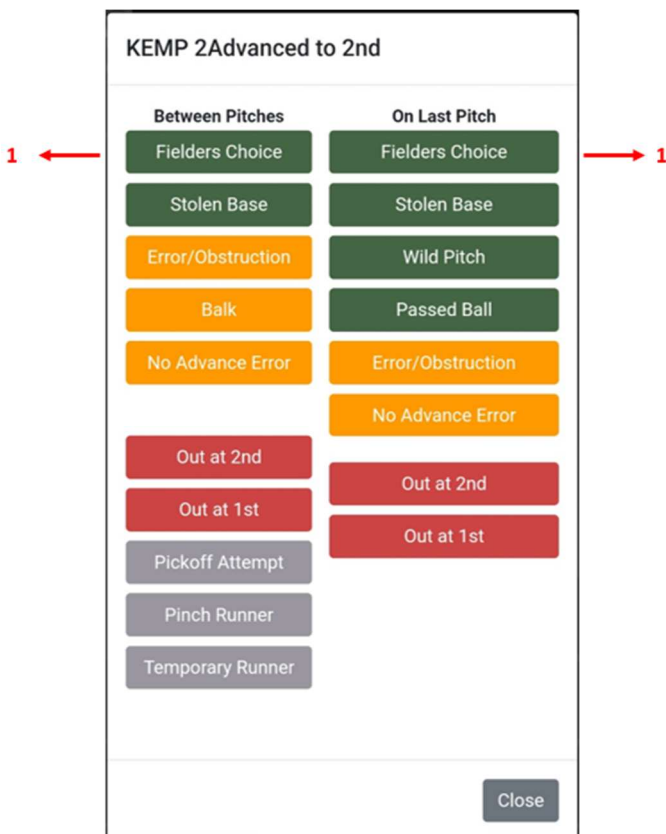 KEMP 2Advanced to 2nd
Between Pitches
On Last Pitch
1
Fielders Choice
Fielders Choice
1
Stolen Base
Stolen Base
Error/Obstruction
Wild Pitch
Balk
Passed Ball
No Advance Error
Error/Obstruction
No Advance Error
Out at 2nd
Out at 2nd
Out at 1st
Out at 1st
Pickoff Attempt
Pinch Runner
Temporary Runner
Close